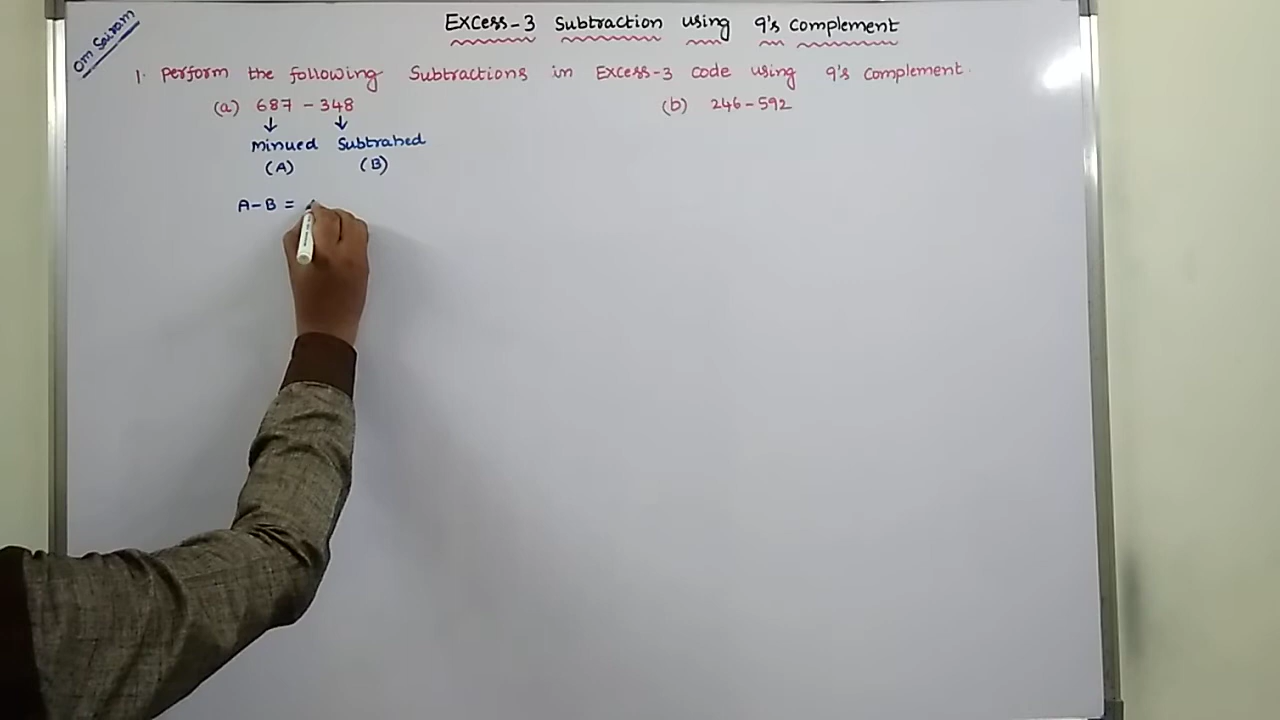 Om Sairam
Excess-3 Subtraction using 9's complement
1. Perform the following Subtractions in Excess-3 code using 9's complement.
(a) 687 - 348
(b) 246 - 592
↓ ↓
Minued Subtrahed
(A) (B)
A-B =